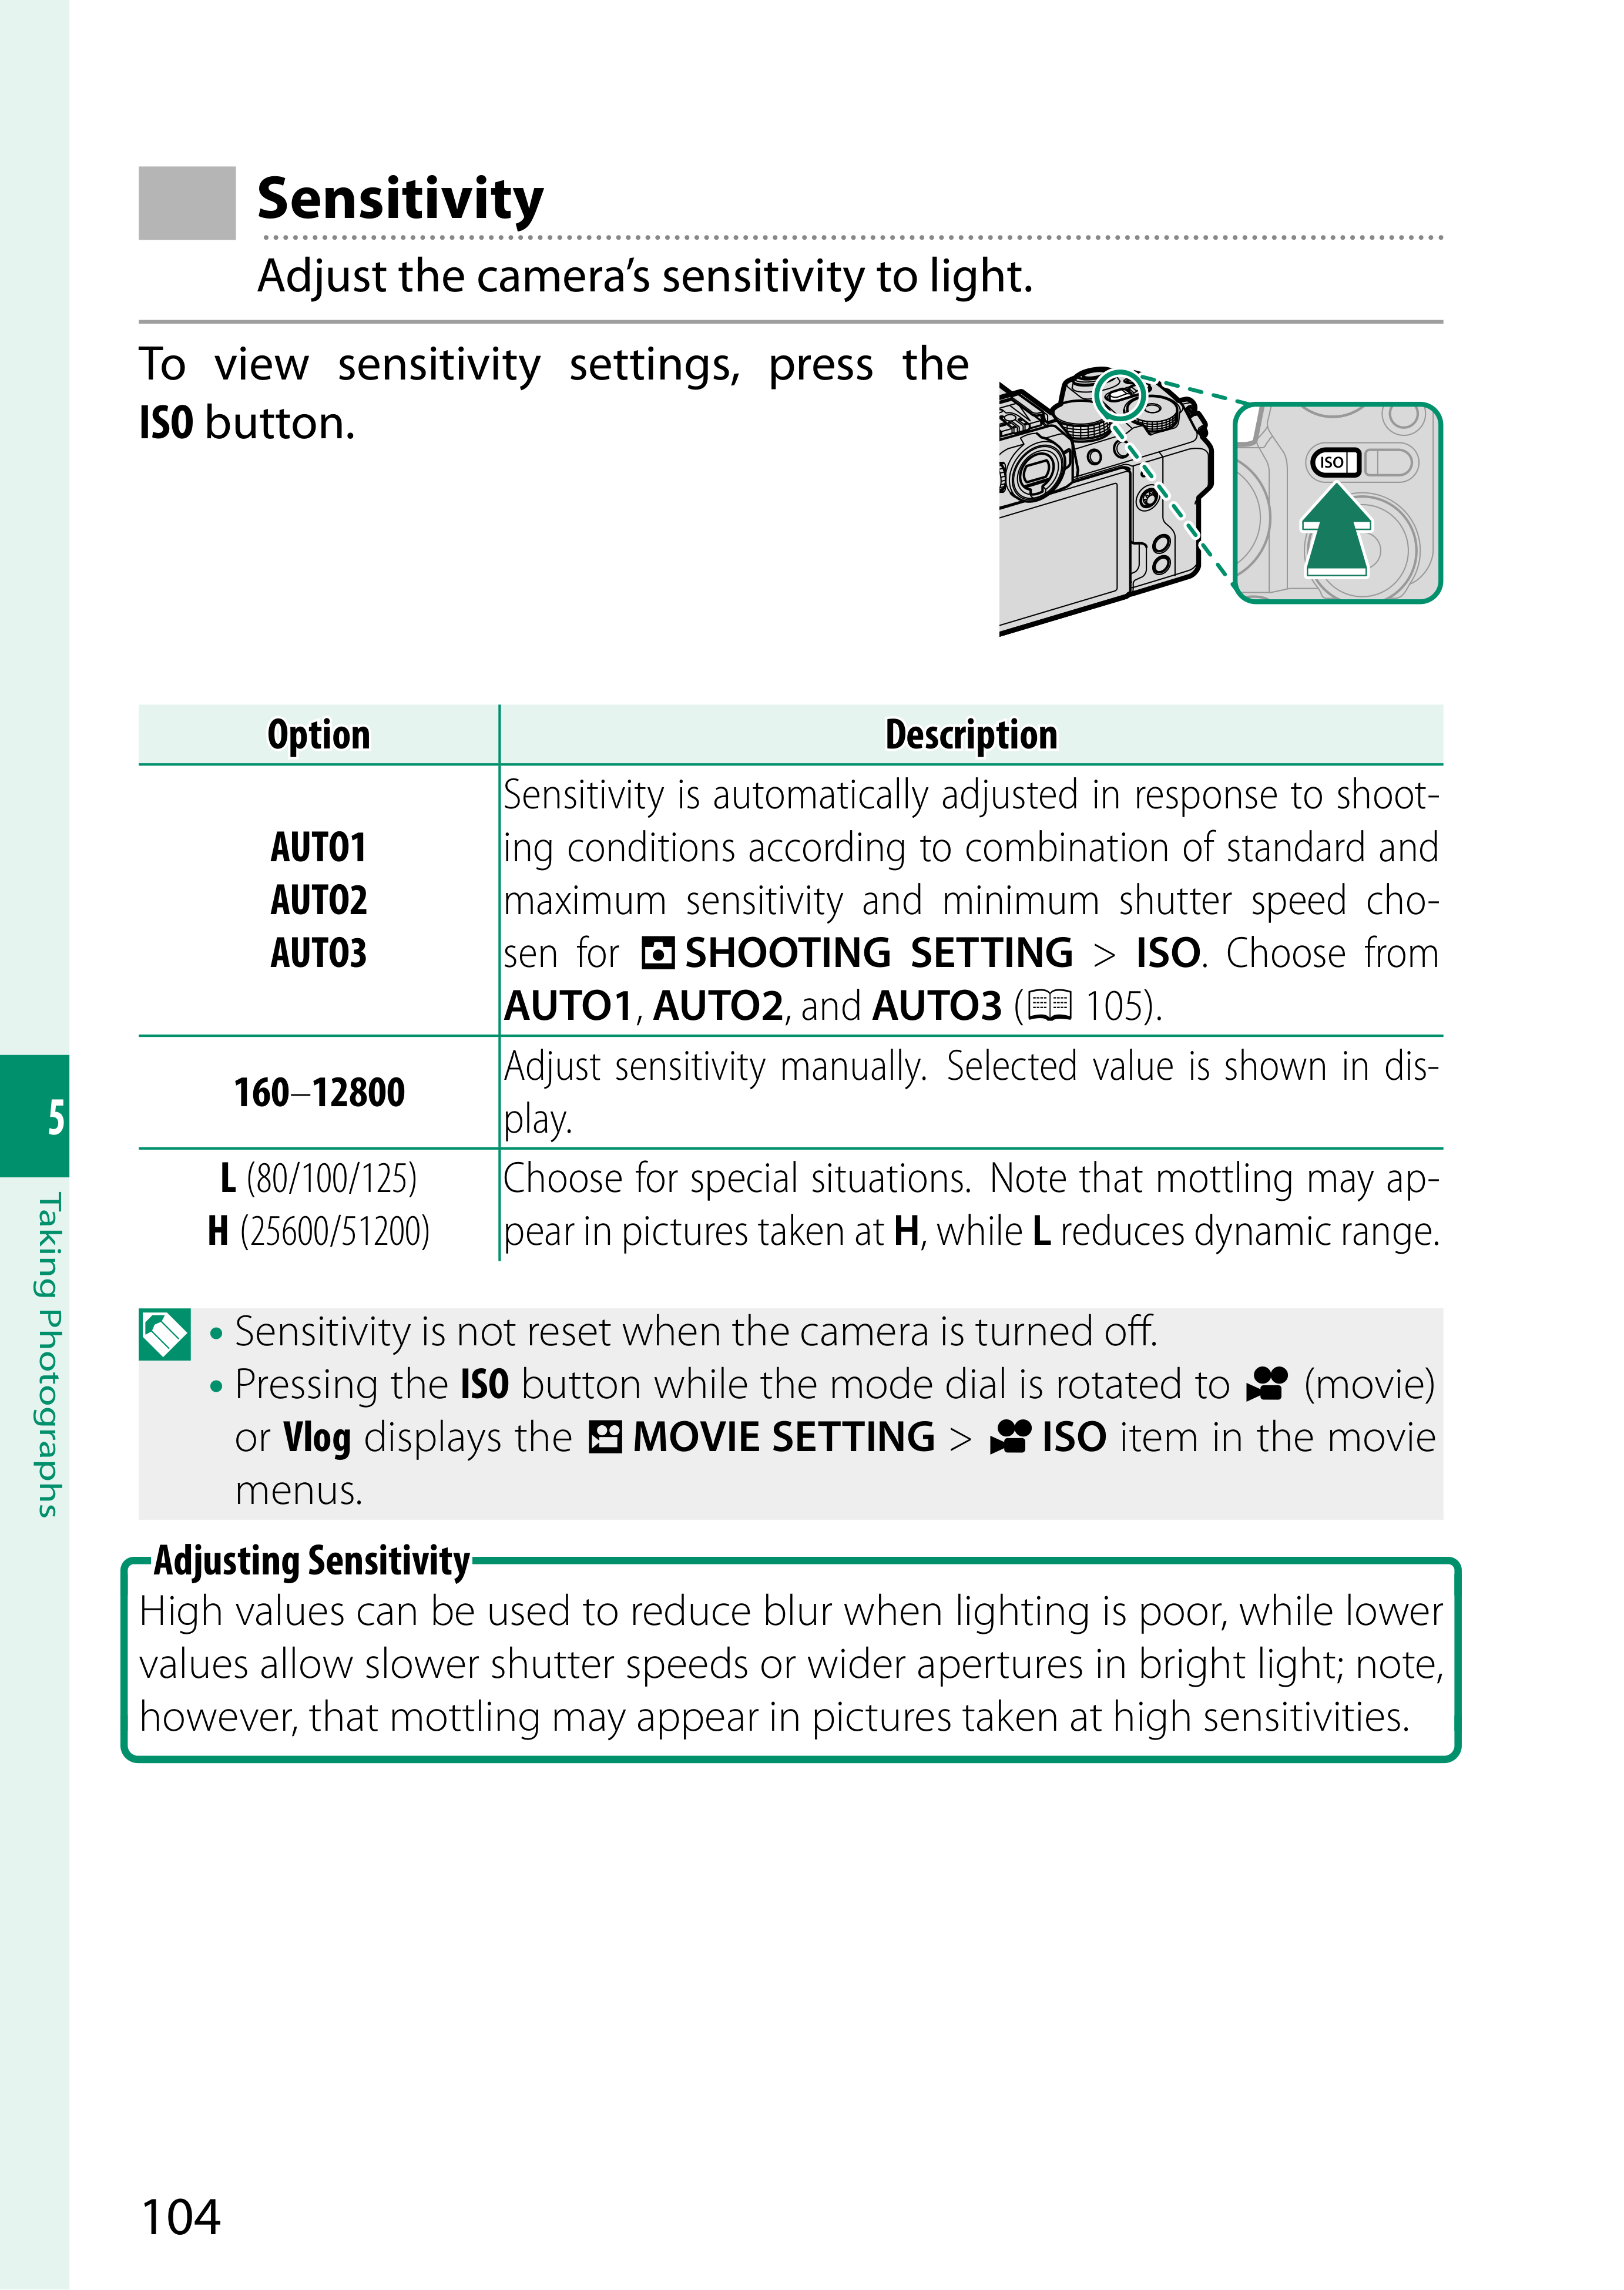 Sensitivity
Adjust the camera’s sensitivity to light.
To view sensitivity settings, press the
ISO button.
ISO
Option Description
AUTO1
AUTO2
AUTO3
Sensitivity is automatically adjusted in response to shoot-
ing conditions according to combination of standard and
maximum sensitivity and minimum shutter speed cho-
sen for SHOOTING SETTING > ISO. Choose from
AUTO1, AUTO2, and AUTO3 ( 105).
160–12800
Adjust sensitivity manually. Selected value is shown in dis-
play.
L (80/100/125)
H (25600/51200)
Choose for special situations. Note that mottling may ap-
pear in pictures taken at H, while L reduces dynamic range.
• Sensitivity is not reset when the camera is turned off.
• Pressing the ISO button while the mode dial is rotated to (movie)
or Vlog displays the MOVIE SETTING > ISO item in the movie
menus.
Adjusting Sensitivity
High values can be used to reduce blur when lighting is poor, while lower
values allow slower shutter speeds or wider apertures in bright light; note,
however, that mottling may appear in pictures taken at high sensitivities.
5
Taking Photographs
104